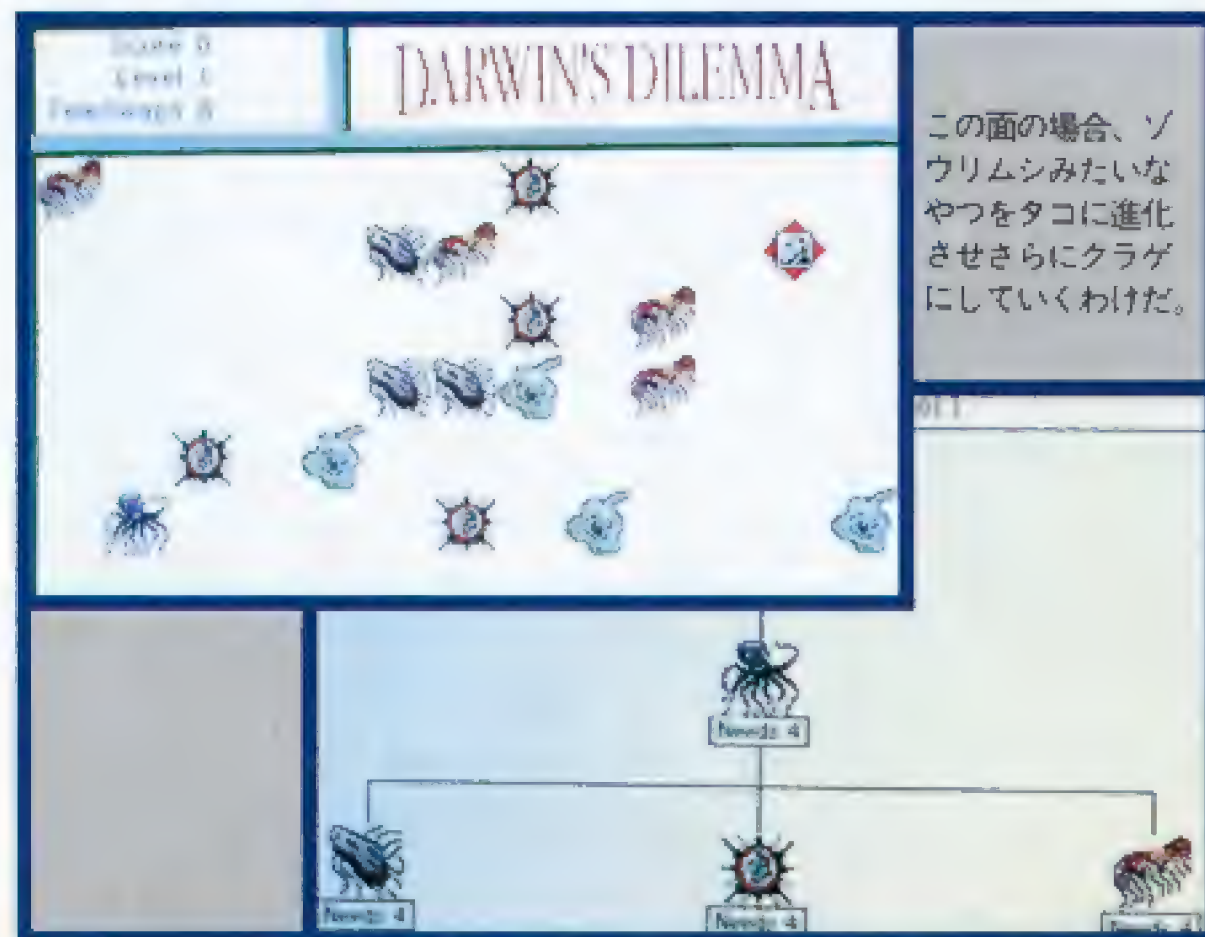 Score 0
Level 1
DARWIN'S DILEMMA
この面の場合、ゾ
ウリムシみたいな
やつをタコに進化
させさらにクラゲ
にしていくわけだ。
Needs 4
Needs 4
Needs 4
Needs 4